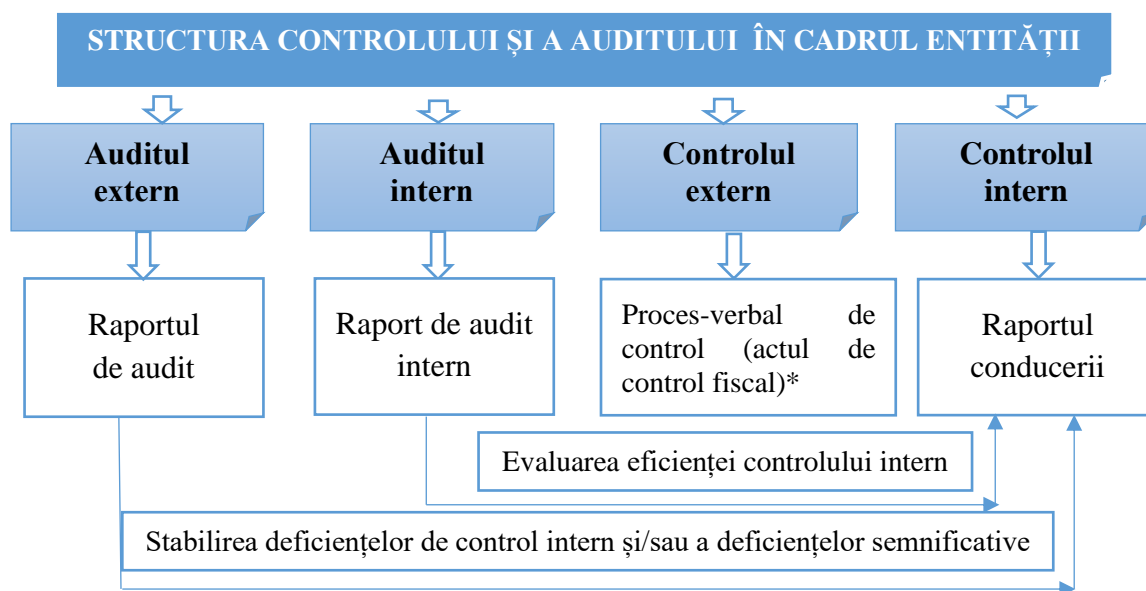 STRUCTURA CONTROLULUI ȘI A AUDITULUI ÎN CADRUL ENTITĂȚII
Auditul
extern
Auditul
intern
Controlul
extern
Controlul
intern
Raportul
de audit
Raport de audit
intern
Proces-verbal de
control (actul de
control fiscal)*
Raportul
conducerii
Evaluarea eficienței controlului intern
Stabilirea deficiențelor de control intern și/sau a deficiențelor semnificative